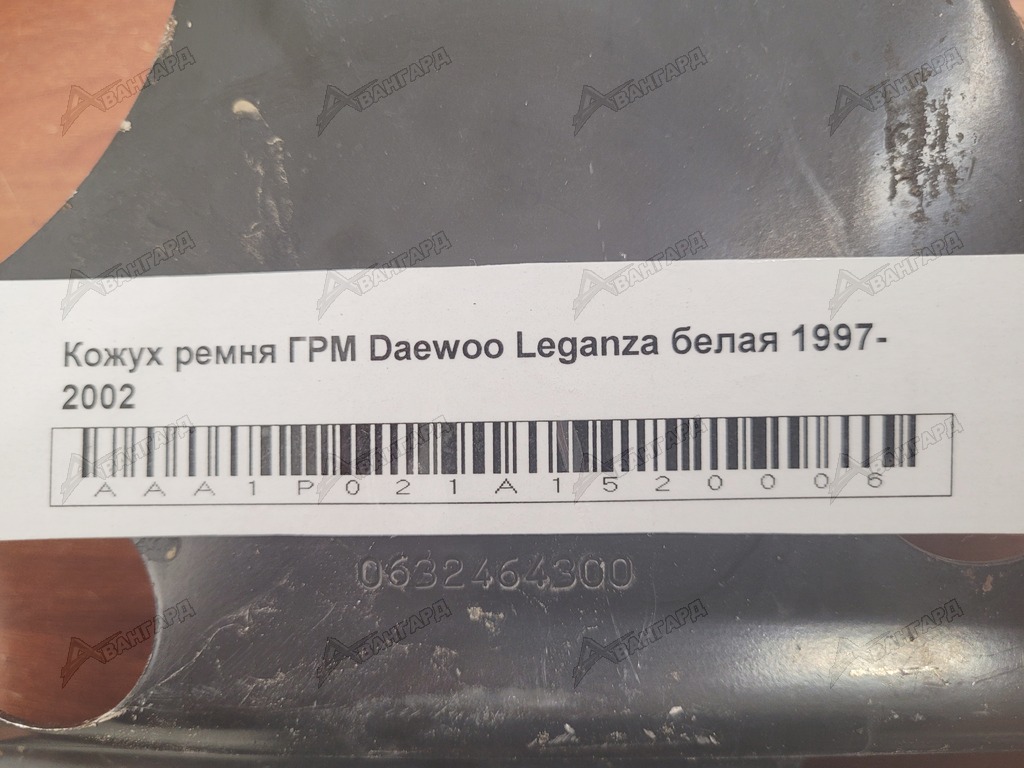 Кожух ремня ГРМ Daewoo Leganza белая 1997-
2002
AAA1P021A1520006
0632464300
АВАНГАРД